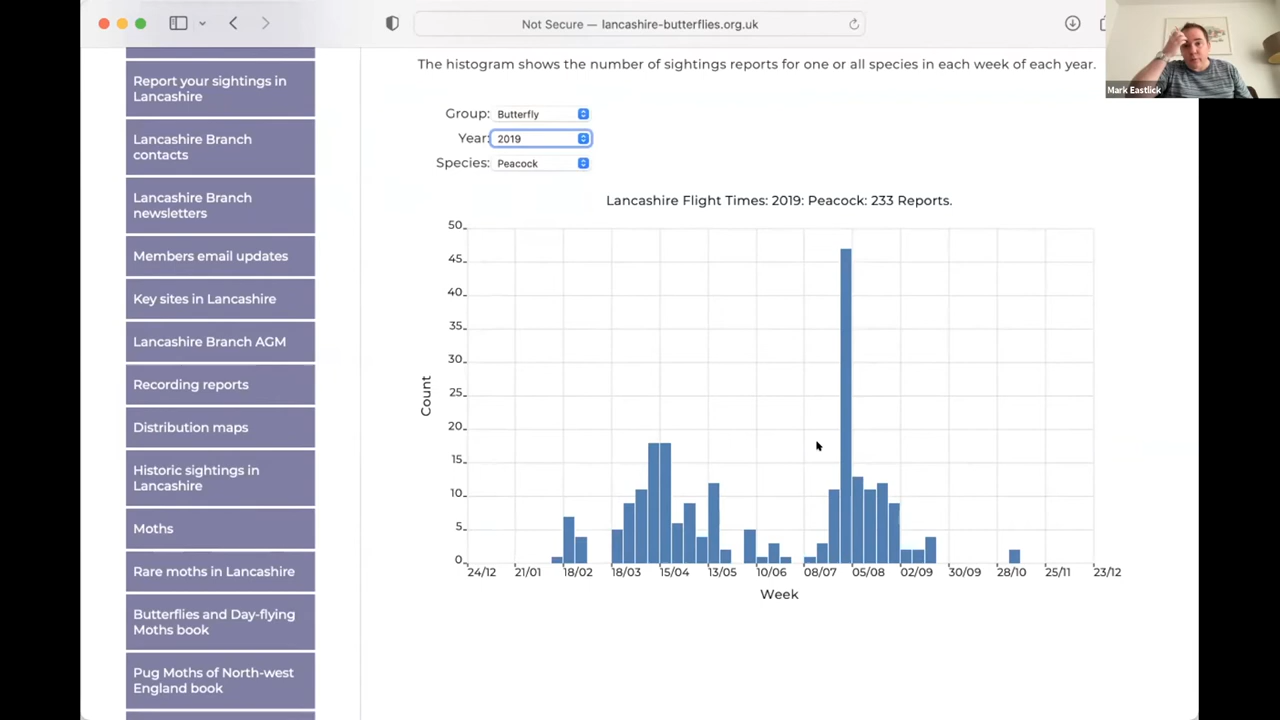 Not Secure — lancashire-butterflies.org.uk
Mark Eastlick
Report your sightings in
Lancashire
Lancashire Branch
contacts
Lancashire Branch
newsletters
Members email updates
Key sites in Lancashire
Lancashire Branch AGM
Recording reports
Distribution maps
Historic sightings in
Lancashire
Moths
Rare moths in Lancashire
Butterflies and Day-flying
Moths book
Pug Moths of North-west
England book
The histogram shows the number of sightings reports for one or all species in each week of each year.
Group: Butterfly
Year: 2019
Species: Peacock
Lancashire Flight Times: 2019: Peacock: 233 Reports.
50
45
40
35
30
25
20
15
10
5
0
Count
24/12 21/01 18/02 18/03 15/04 13/05 10/06 08/07 05/08 02/09 30/09 28/10 25/11 23/12
Week